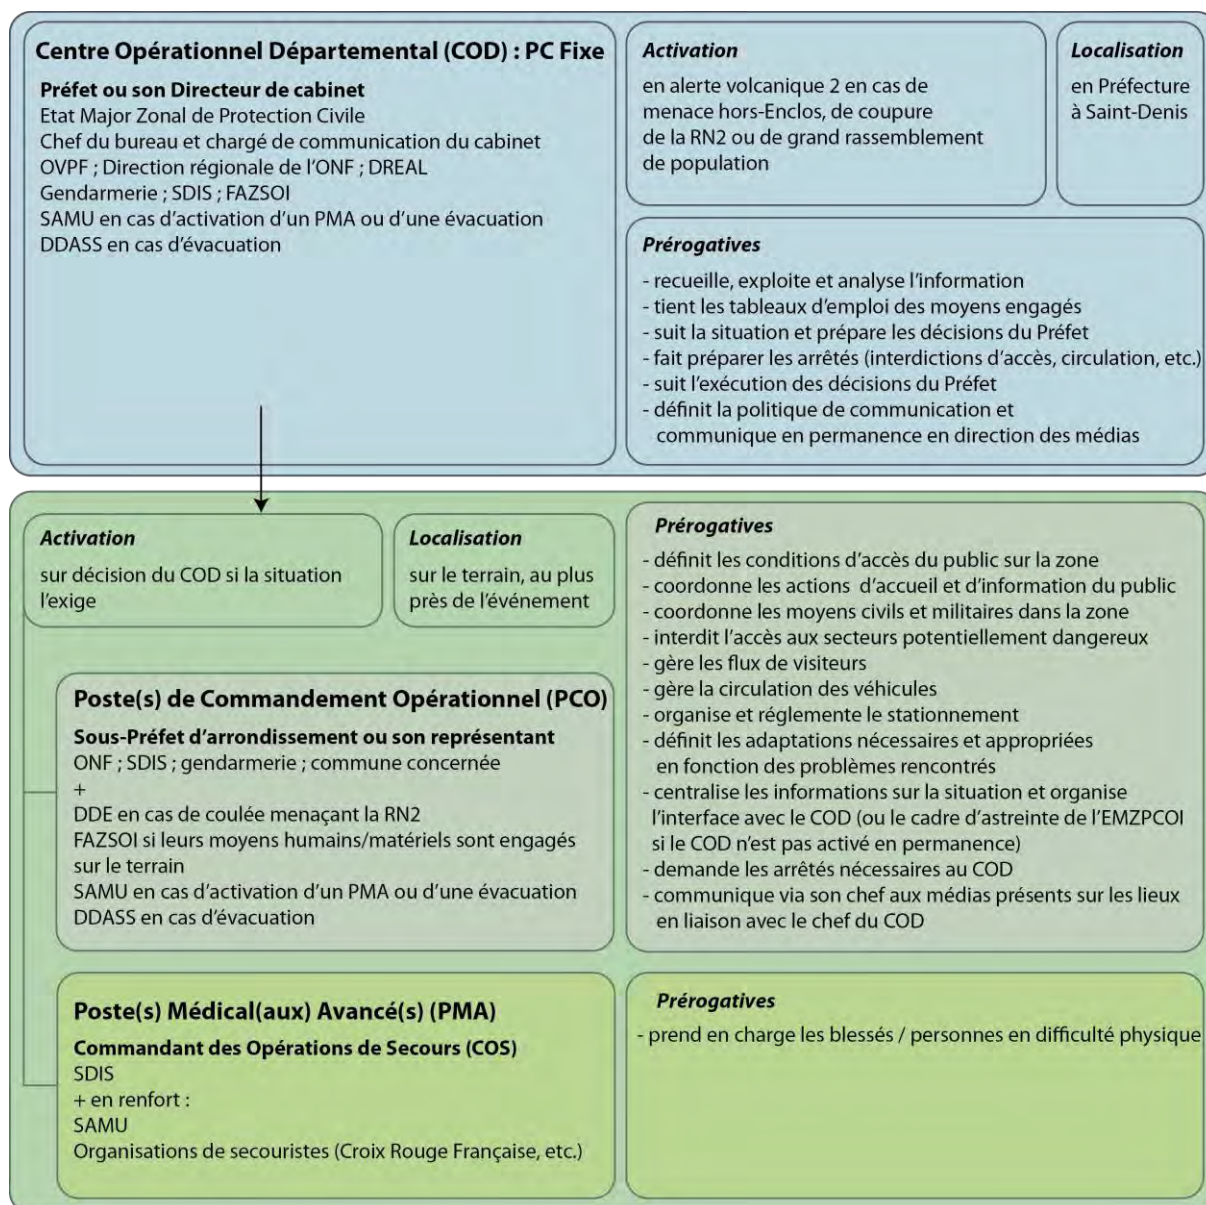 Centre Opérationnel Départemental (COD) : PC Fixe
Préfet ou son Directeur de cabinet
Etat Major Zonal de Protection Civile
Chef du bureau et chargé de communication du cabinet
OVPF ; Direction régionale de l’ONF ; DREAL
Gendarmerie ; SDIS ; FAZSOI
SAMU en cas d’activation d’un PMA ou d’une évacuation
DDASS en cas d’évacuation
Activation
en alerte volcanique 2 en cas de
menace hors-Enclos, de coupure
de la RN2 ou de grand rassemblement
de population
Localisation
en Préfecture
à Saint-Denis
Prérogatives
- recueille, exploite et analyse l’information
- tient les tableaux d’emploi des moyens engagés
- suit la situation et prépare les décisions du Préfet
- fait préparer les arrêtés (interdictions d’accès, circulation, etc.)
- suit l’exécution des décisions du Préfet
- définit la politique de communication et
communique en permanence en direction des médias
Activation
sur décision du COD si la situation
l’exige
Localisation
sur le terrain, au plus
près de l’événement
Poste(s) de Commandement Opérationnel (PCO)
Sous-Préfet d’arrondissement ou son représentant
ONF ; SDIS ; gendarmerie ; commune concernée
+
DDE en cas de coulée menaçant la RN2
FAZSOI si leurs moyens humains/matériels sont engagés
sur le terrain
SAMU en cas d’activation d’un PMA ou d’une évacuation
DDASS en cas d’évacuation
Prérogatives
- définit les conditions d’accès du public sur la zone
- coordonne les actions d’accueil et d’information du public
- coordonne les moyens civils et militaires dans la zone
- interdit l’accès aux secteurs potentiellement dangereux
- gère les flux de visiteurs
- gère la circulation des véhicules
- organise et réglemente le stationnement
- définit les adaptations nécessaires et appropriées
en fonction des problèmes rencontrés
- centralise les informations sur la situation et organise
l’interface avec le COD (ou le cadre d’astreinte de l’EMZPCOI
si le COD n’est pas activé en permanence)
- demande les arrêtés nécessaires au COD
- communique via son chef aux médias présents sur les lieux
en liaison avec le chef du COD
Poste(s) Médical(aux) Avancé(s) (PMA)
Commandant des Opérations de Secours (COS)
SDIS
+ en renfort :
SAMU
Organisations de secouristes (Croix Rouge Française, etc.)
Prérogatives
- prend en charge les blessés / personnes en difficulté physique